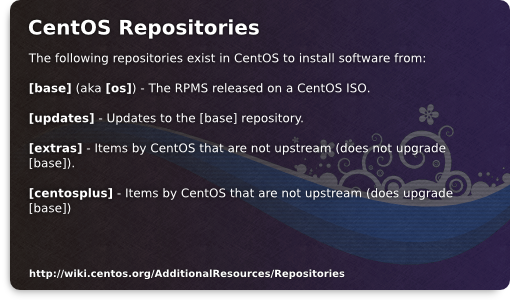 CentOS Repositories
The following repositories exist in CentOS to install software from:
[base] (aka [os]) - The RPMS released on a CentOS ISO.
[updates] - Updates to the [base] repository.
[extras] - Items by CentOS that are not upstream (does not upgrade
[base]).
[centosplus] - Items by CentOS that are not upstream (does upgrade
[base])
http://wiki.centos.org/AdditionalResources/Repositories